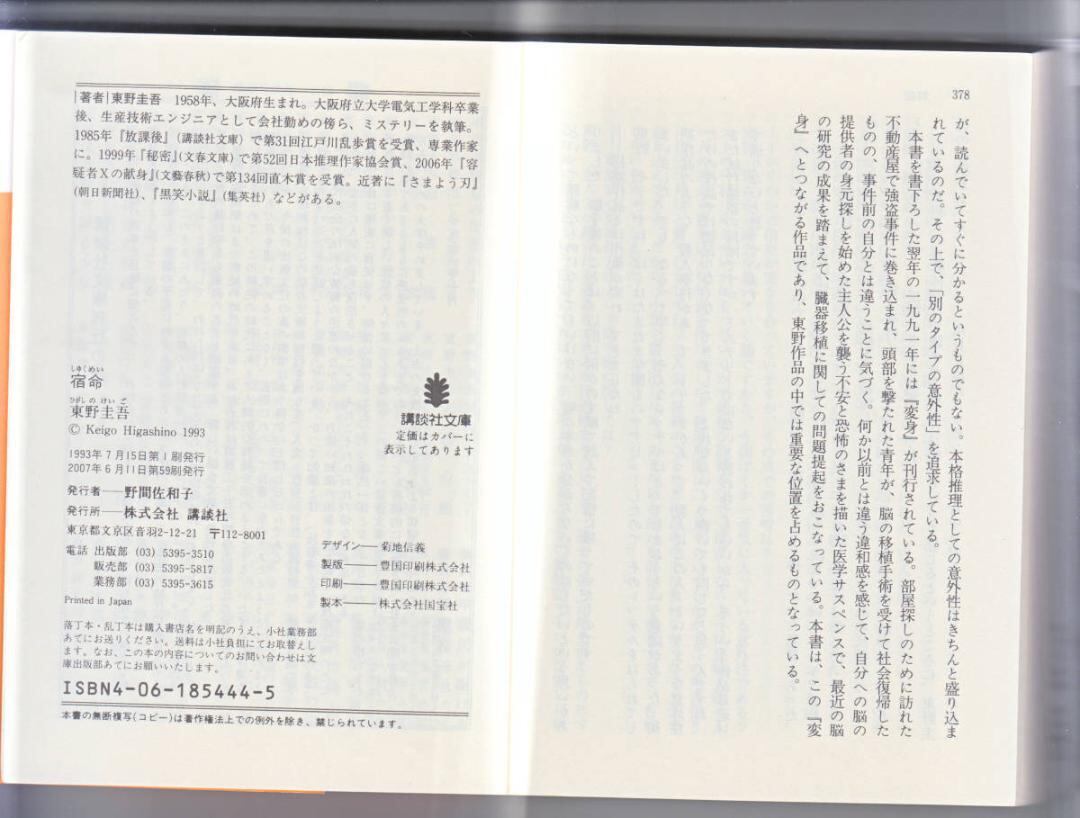 378
が、読んでいてすぐに分かるというものでもない。本格推理としての意外性はきちんと盛り込ま
れているのだ。その上で、「別のタイプの意外性」を追求している。
本書を書下ろした翌年の一九九一年には『変身』が刊行されている。部屋探しのために訪れた
不動産屋で強盗事件に巻き込まれ、頭部を撃たれた青年が、脳の移植手術を受けて社会復帰した
ものの、事件前の自分とは違うことに気づく。何か以前とは違う違和感を感じて、自分への脳の
提供者の身元探しを始めた主人公を襲う不安と恐怖のさまを描いた医学サスペンスで、最近の脳
の研究の成果を踏まえて、臓器移植に関しての問題提起をおこなっている。本書は、この『変
身』へとつながる作品であり、東野作品の中では重要な位置を占めるものとなっている。
|著者|東野圭吾 1958年、大阪府生まれ。大阪府立大学電気工学科卒業
後、生産技術エンジニアとして会社勤めの傍ら、ミステリーを執筆。
1985年『放課後』(講談社文庫)で第31回江戸川乱歩賞を受賞、専業作家
に。1999年『秘密』(文春文庫)で第52回日本推理作家協会賞、2006年『容
疑者Xの献身』(文藝春秋)で第134回直木賞を受賞。近著に『さまよう刃』
(朝日新聞社)、『黒笑小説』(集英社)などがある。
しゅくめい
宿命
ひがしの けいご
東野圭吾
© Keigo Higashino 1993
1993年7月15日第1刷発行
2007年6月11日第59刷発行
講談社文庫
定価はカバーに
表示してあります
発行者――野間佐和子
発行所――株式会社 講談社
東京都文京区音羽2-12-21 〒112-8001
電話 出版部 (03) 5395-3510
販売部 (03) 5395-5817
業務部 (03) 5395-3615
Printed in Japan
デザイン――菊地信義
製版――豊国印刷株式会社
印刷――豊国印刷株式会社
製本――株式会社国宝社
落丁本・乱丁本は購入書店名を明記のうえ、小社業務部
あてにお送りください。送料は小社負担にてお取替えし
ます。なお、この本の内容についてのお問い合わせは文
庫出版部あてにお願いいたします。
ISBN4-06-185444-5
本書の無断複写(コピー)は著作権法上での例外を除き、禁じられています。